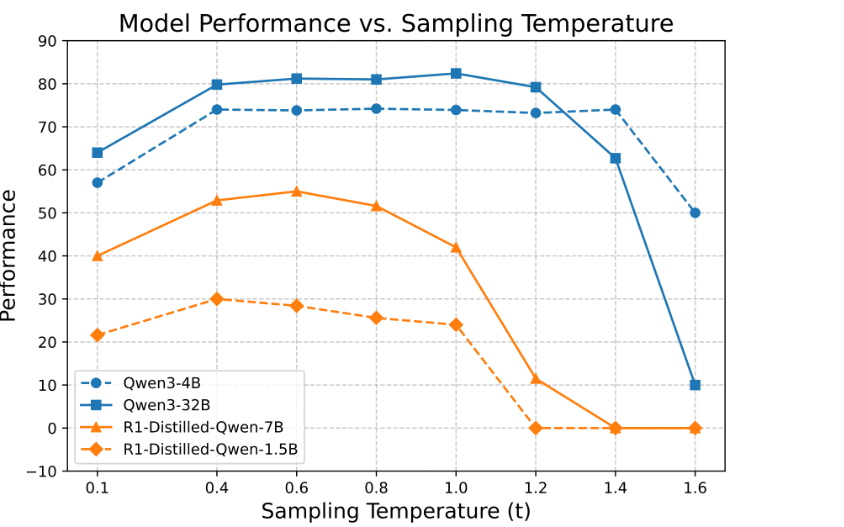 Model Performance vs. Sampling Temperature
90
80
70
60
50
40
30
20
10
0
−10
Performance
Qwen3-4B
Qwen3-32B
R1-Distilled-Qwen-7B
R1-Distilled-Qwen-1.5B
0.1 0.4 0.6 0.8 1.0 1.2 1.4 1.6
Sampling Temperature (t)